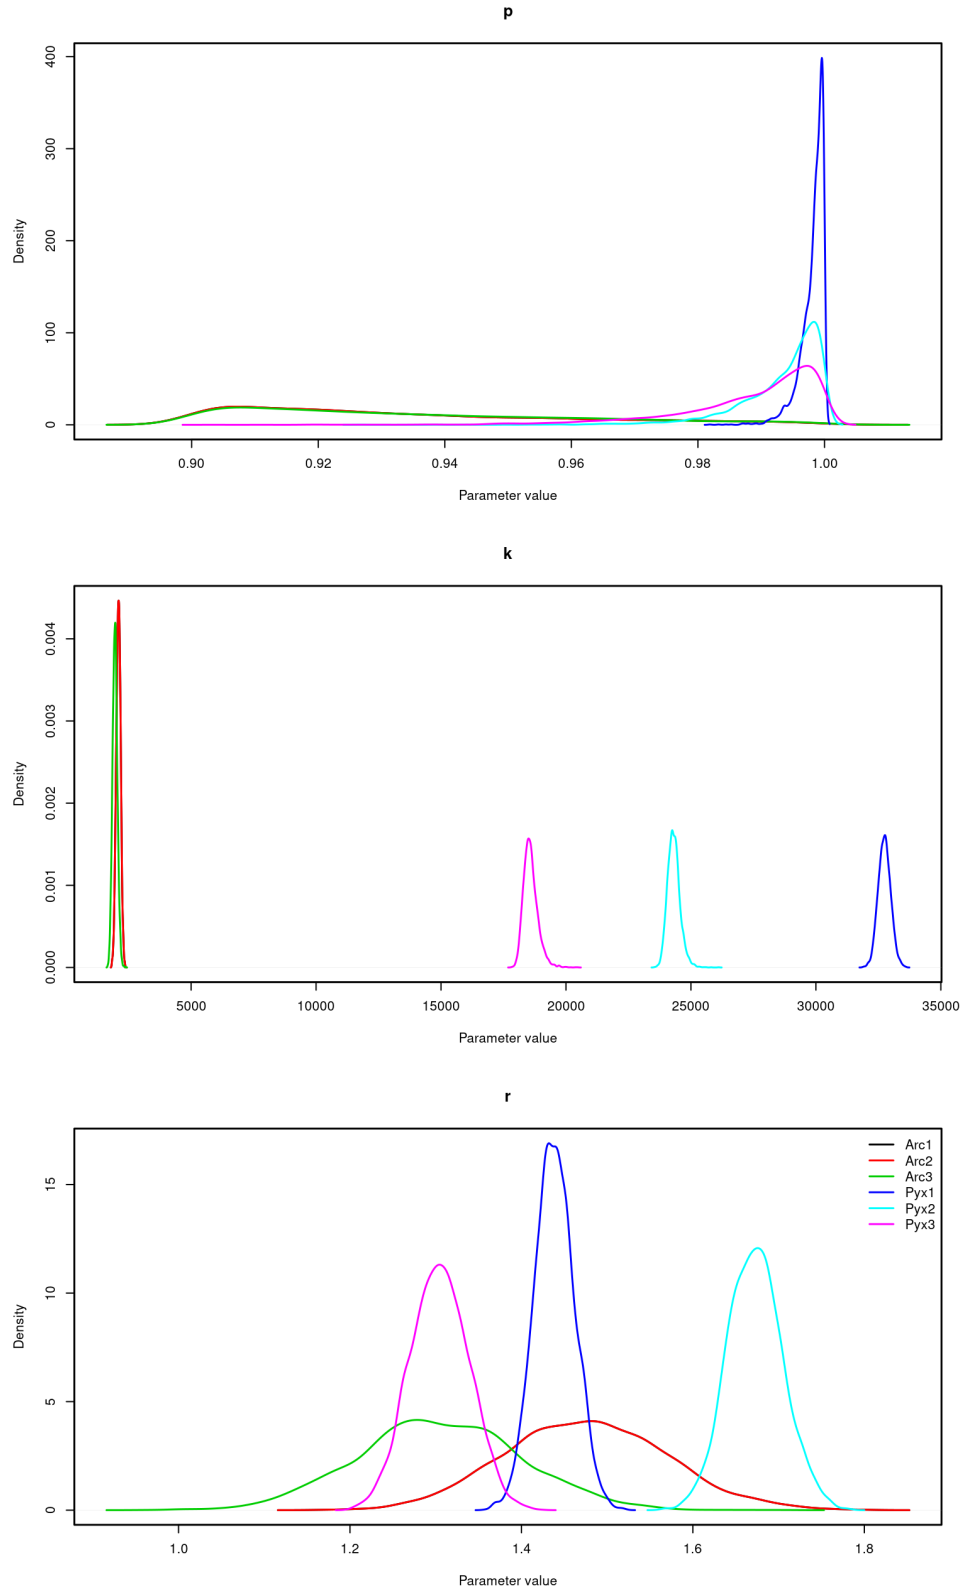 p
400
300
200
100
0
Density
0.90 0.92 0.94 0.96 0.98 1.00
Parameter value
k
0.004
0.003
0.002
0.001
0.000
Density
5000 10000 15000 20000 25000 30000 35000
Parameter value
r
Arc1
Arc2
Arc3
Pyx1
Pyx2
Pyx3
15
10
5
0
Density
1.0 1.2 1.4 1.6 1.8
Parameter value